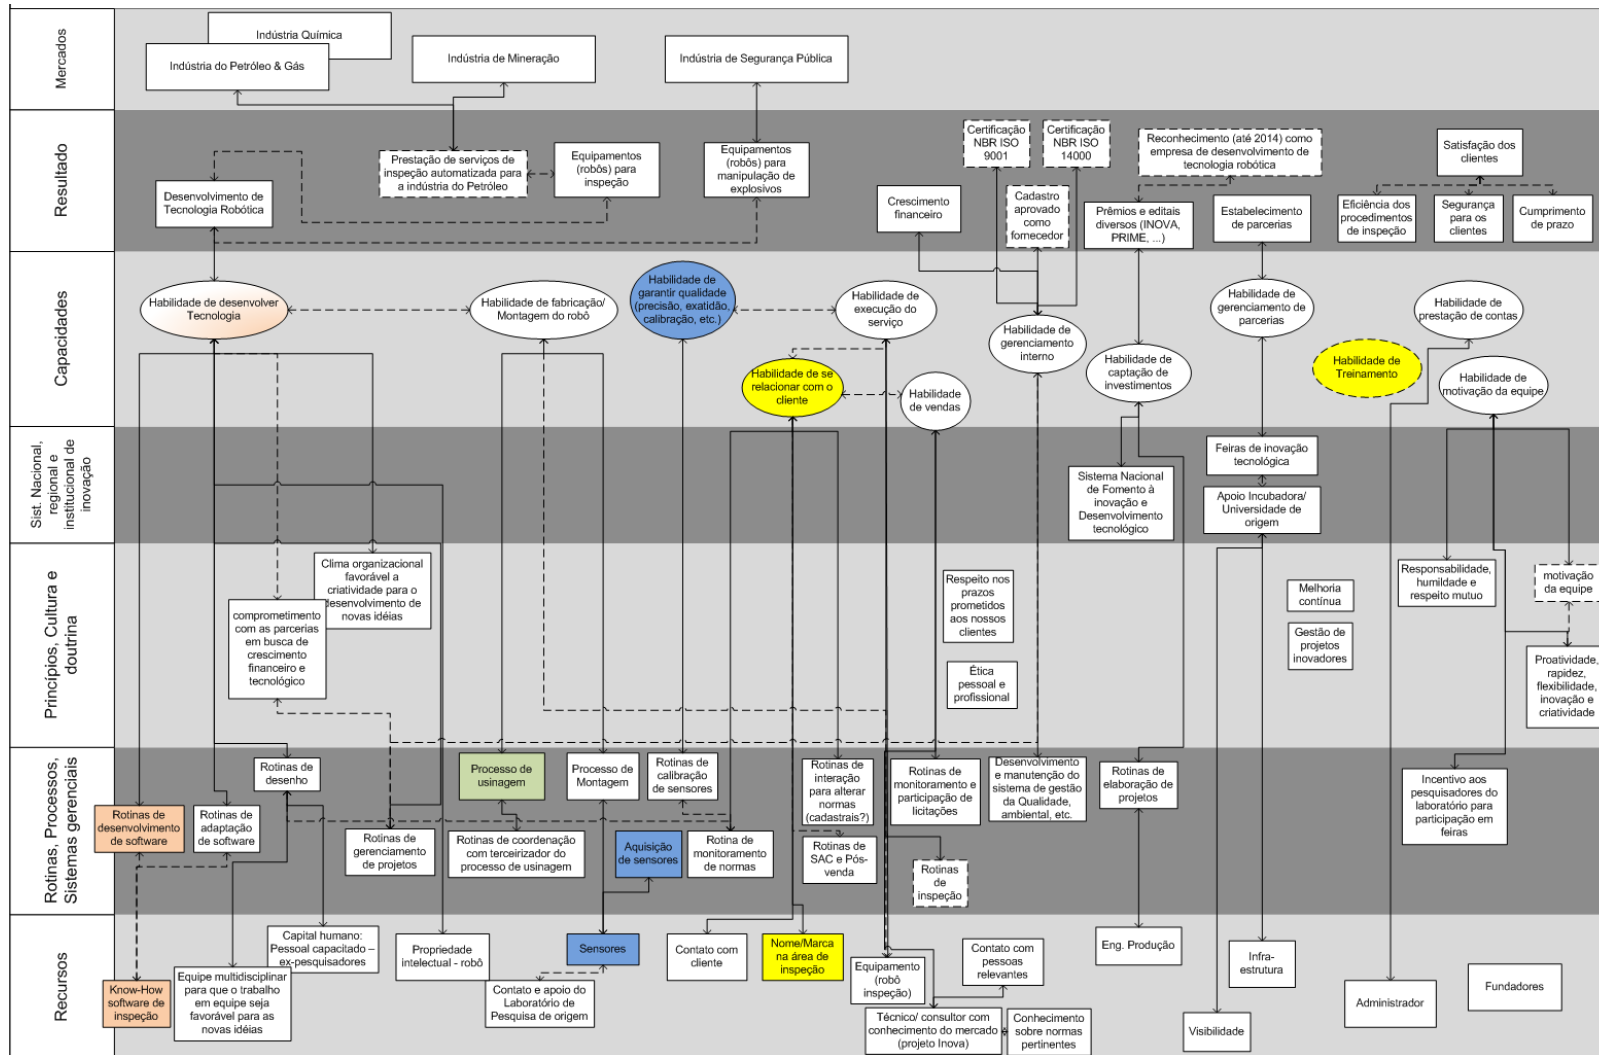 Mercados
Indústria Química
Indústria do Petróleo & Gás
Indústria de Mineração
Indústria de Segurança Pública
Resultado
Desenvolvimento de
Tecnologia Robótica
Prestação de serviços de
inspeção automatizada para
a indústria do Petróleo
Equipamentos
(robôs) para
inspeção
Equipamentos
(robôs) para
manipulação de
explosivos
Crescimento
financeiro
Certificação
NBR ISO
9001
Certificação
NBR ISO
14000
Cadastro
aprovado
como
fornecedor
Reconhecimento (até 2014) como
empresa de desenvolvimento de
tecnologia robótica
Prêmios e editais
diversos (INOVA,
PRIME, ...)
Estabelecimento
de parcerias
Satisfação dos
clientes
Eficiência dos
procedimentos
de inspeção
Segurança
para os
clientes
Cumprimento
de prazo
Capacidades
Habilidade de desenvolver
Tecnologia
Habilidade de fabricação/
Montagem do robô
Habilidade de
garantir qualidade
(precisão, exatidão,
calibração, etc.)
Habilidade de
execução do
serviço
Habilidade de se
relacionar com o
cliente
Habilidade
de vendas
Habilidade de
gerenciamento
interno
Habilidade de
captação de
investimentos
Habilidade de
gerenciamento de
parcerias
Habilidade de
Treinamento
Habilidade de
prestação de contas
Habilidade de
motivação da equipe
Sist. Nacional,
regional e
institucional de
inovação
Sistema Nacional
de Fomento à
inovação e
Desenvolvimento
tecnológico
Feiras de inovação
tecnológica
Apoio Incubadora/
Universidade de
origem
Princípios, Cultura e
doutrina
Clima organizacional
favorável a
criatividade para o
desenvolvimento de
novas idéias
comprometimento
com as parcerias
em busca de
crescimento
financeiro e
tecnológico
Respeito nos
prazos
prometidos
aos nossos
clientes
Ética
pessoal e
profissional
Melhoria
contínua
Gestão de
projetos
inovadores
Responsabilidade,
humildade e
respeito mutuo
motivação
da equipe
Proatividade,
rapidez,
flexibilidade,
inovação e
criatividade
Rotinas, Processos,
Sistemas gerenciais
Rotinas de
desenvolvimento
de software
Rotinas de
adaptação
de software
Rotinas de
desenho
Rotinas de
gerenciamento
de projetos
Processo de
usinagem
Rotinas de coordenação
com terceirizador do
processo de usinagem
Processo de
Montagem
Rotinas de
calibração
de sensores
Aquisição
de sensores
Rotina de
monitoramento
de normas
Rotinas de
interação
para alterar
normas
(cadastrais?)
Rotinas de
SAC e Pós-
venda
Rotinas de
monitoramento e
participação de
licitações
Rotinas
de
inspeção
Desenvolvimento
e manutenção do
sistema de gestão
da Qualidade,
ambiental, etc.
Rotinas de
elaboração de
projetos
Incentivo aos
pesquisadores do
laboratório para
participação em
feiras
Recursos
Know-How
software de
inspeção
Equipe multidisciplinar
para que o trabalho
em equipe seja
favorável para as
novas idéias
Capital humano:
Pessoal capacitado –
ex-pesquisadores
Propriedade
intelectual - robô
Sensores
Contato e apoio do
Laboratório de
Pesquisa de origem
Contato com
cliente
Nome/Marca
na área de
inspeção
Equipamento
(robô
inspeção)
Contato com
pessoas
relevantes
Técnico/ consultor com
conhecimento do mercado
(projeto Inova)
Conhecimento
sobre normas
pertinentes
Eng. Produção
Visibilidade
Infra-
estrutura
Administrador
Fundadores